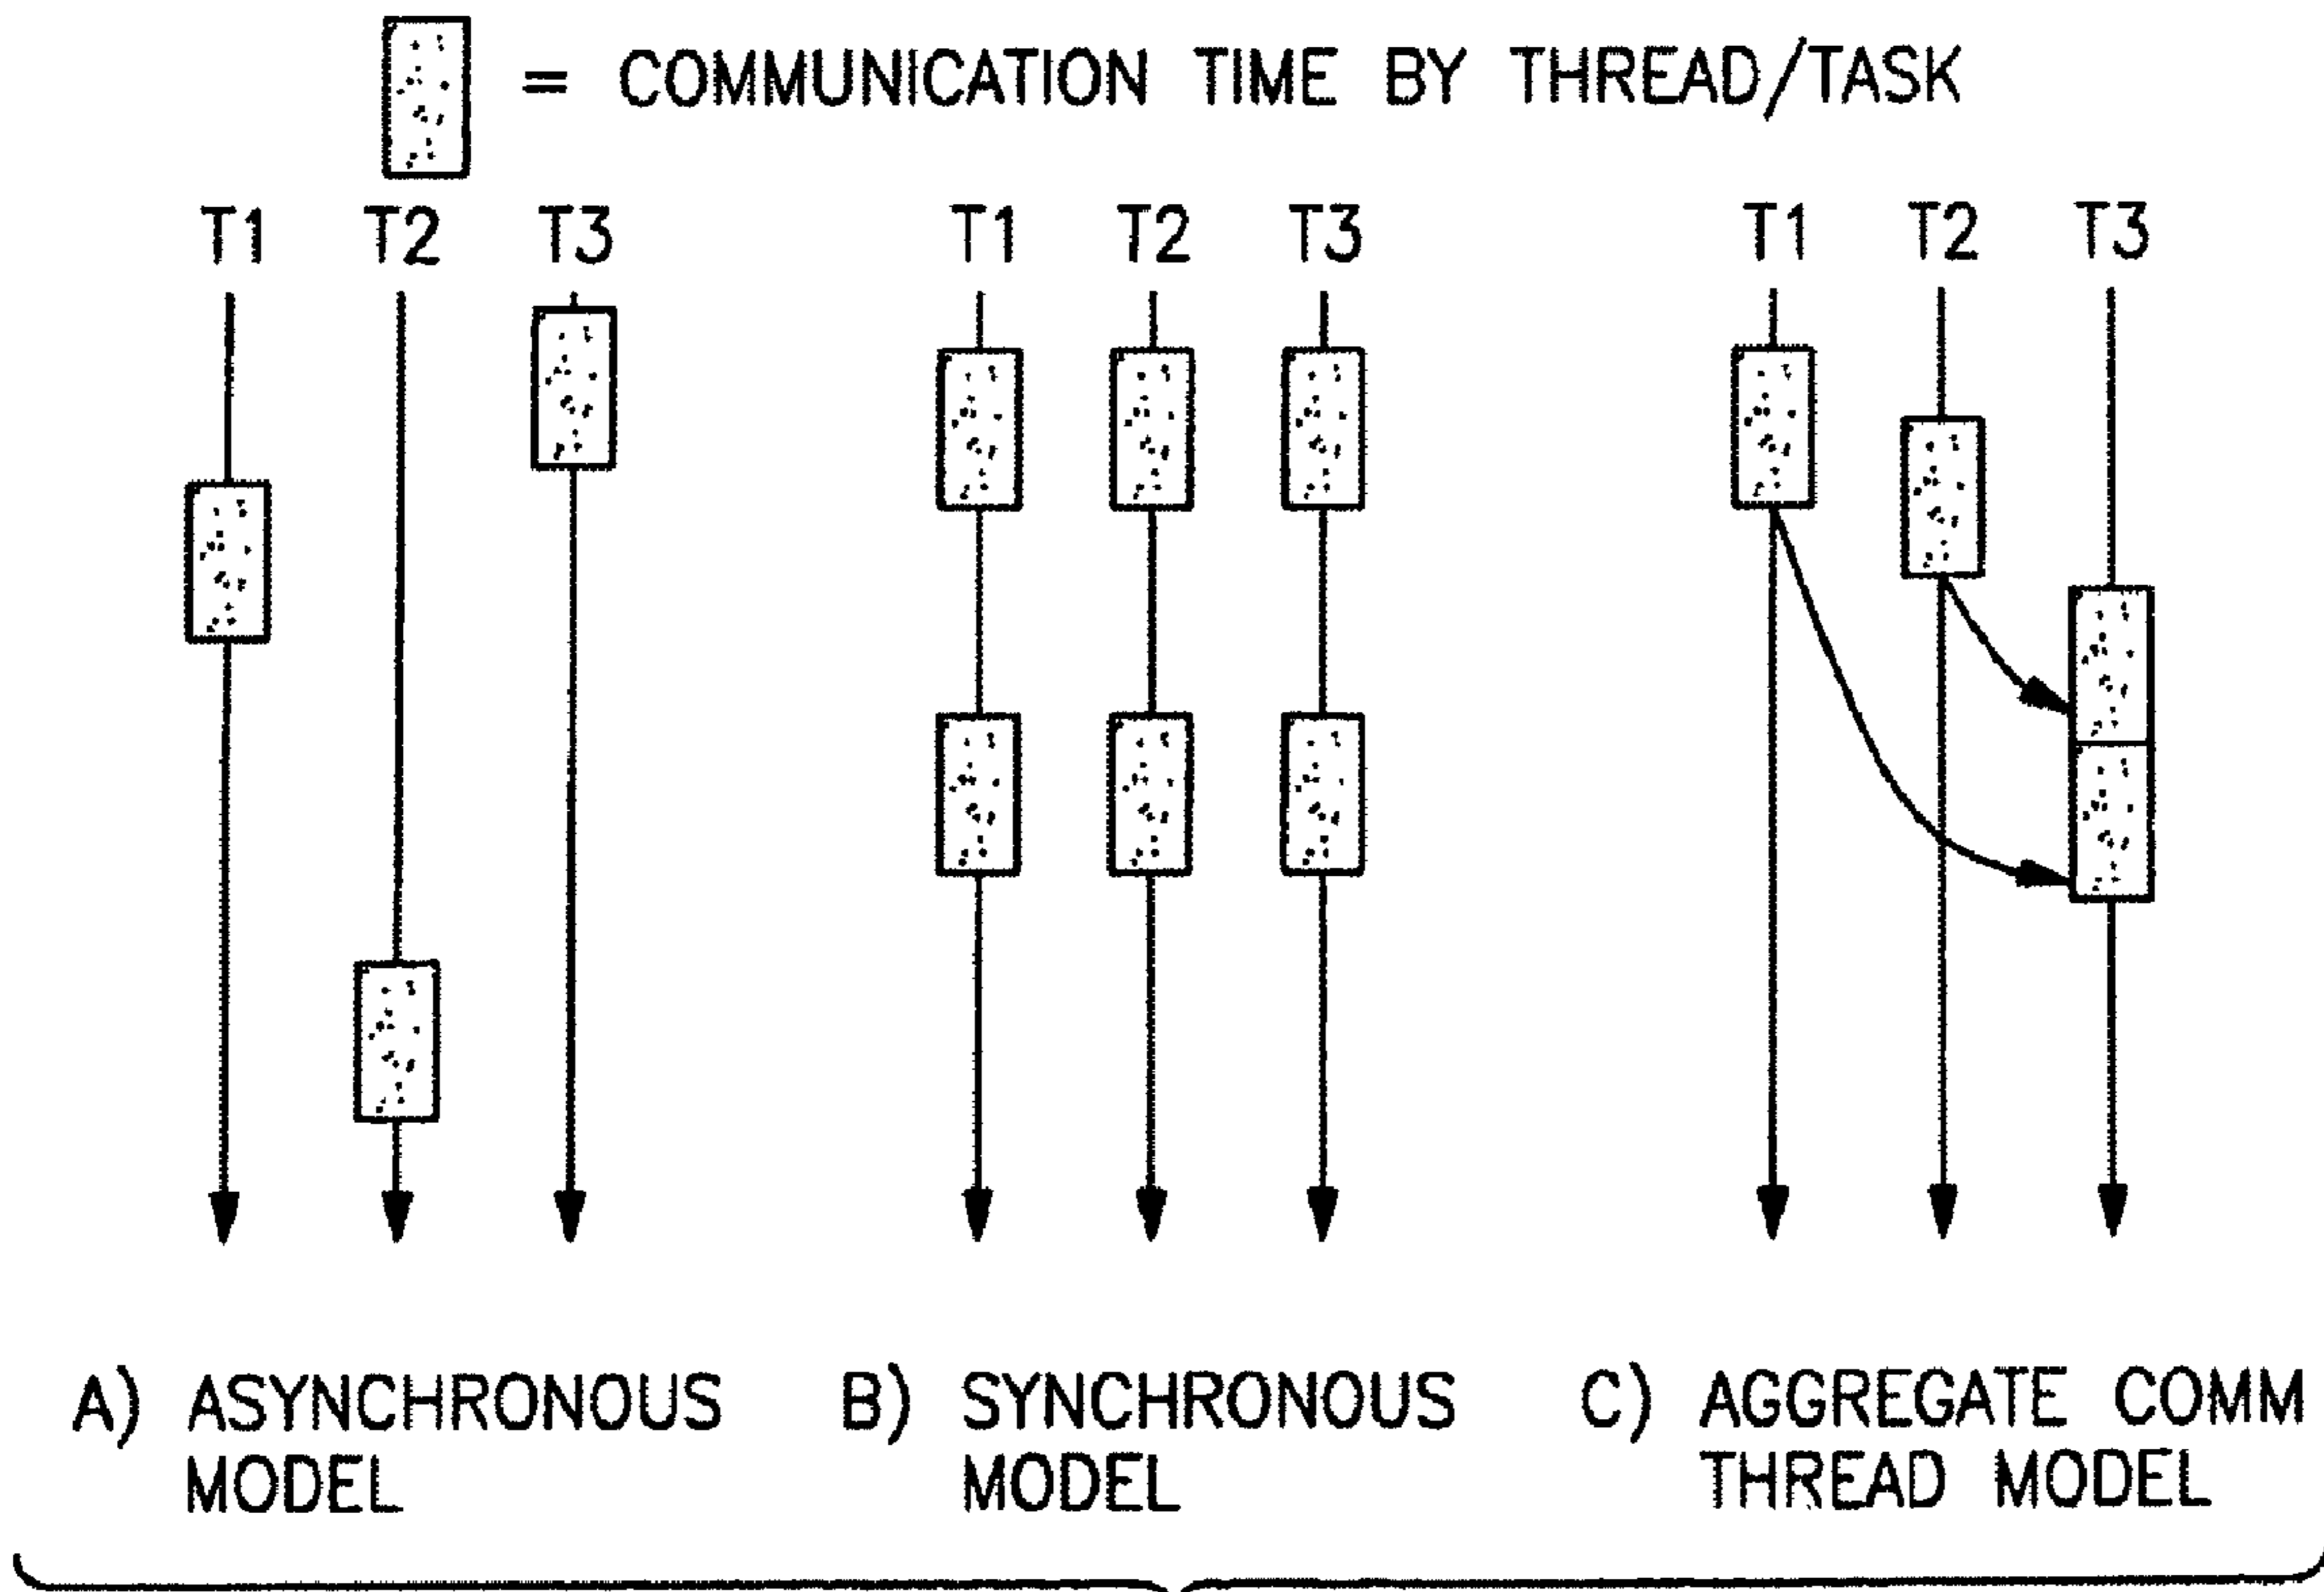 = COMMUNICATION TIME BY THREAD/TASK
T1 T2 T3
T1 T2 T3
T1 T2 T3
A) ASYNCHRONOUS
MODEL
B) SYNCHRONOUS
MODEL
C) AGGREGATE COMM
THREAD MODEL